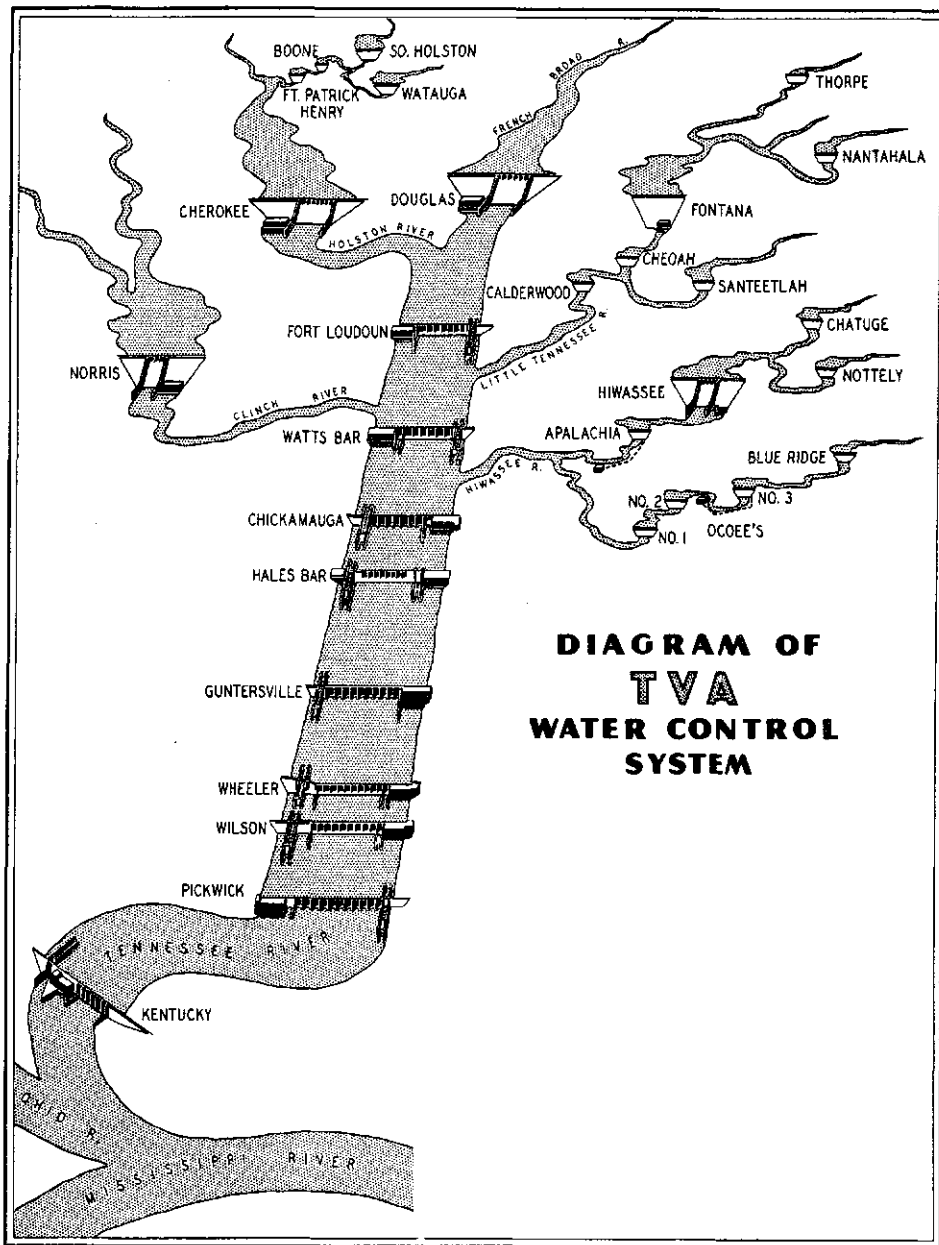 BOONE
SO. HOLSTON
FT. PATRICK
HENRY
WATAUGA
FRENCH BROAD R.
THORPE
NANTAHALA
CHEROKEE
DOUGLAS
FONTANA
HOLSTON RIVER
CHEOAH
CALDERWOOD
SANTEETLAH
FORT LOUDOUN
LITTLE TENNESSEE R.
CHATUGE
NORRIS
NOTTELY
CLINCH RIVER
HIWASSEE
WATTS BAR
APALACHIA
HIWASSEE R.
BLUE RIDGE
NO. 2
NO. 3
CHICKAMAUGA
OCOEE'S
NO. 1
HALES BAR
DIAGRAM OF
TVA
WATER CONTROL
SYSTEM
GUNTERSVILLE
WHEELER
WILSON
PICKWICK
TENNESSEE RIVER
KENTUCKY
OHIO R.
MISSISSIPPI RIVER